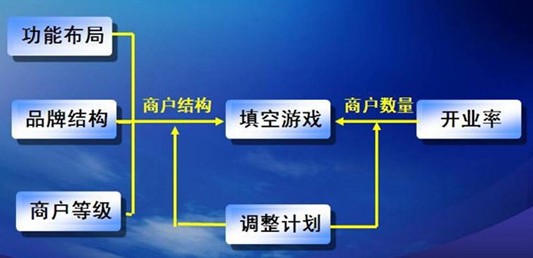 功能布局
商户结构
商户数量
品牌结构
填空游戏
开业率
商户等级
调整计划